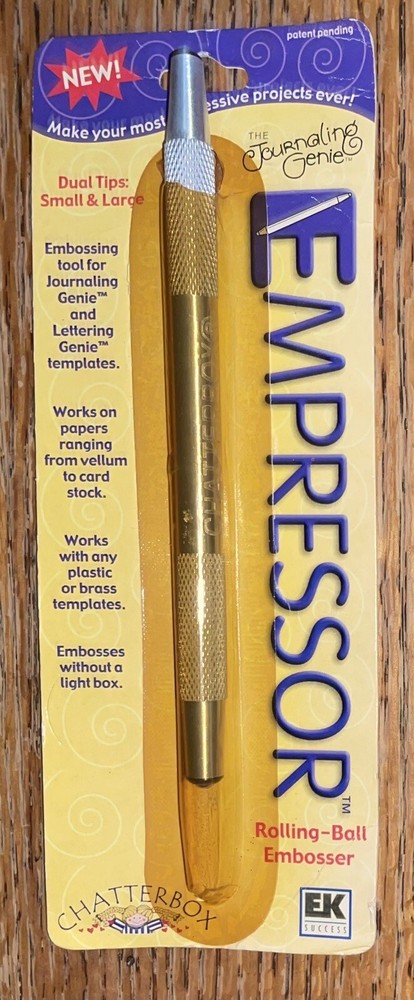 patent pending
NEW!
Make your most essive projects ever!
THE
Journaling
Genie™
Dual Tips:
Small & Large
Embossing
tool for
Journaling
Genie™
and
Lettering
Genie™
templates.
Works on
papers
ranging
from vellum
to card
stock.
Works
with any
plastic
or brass
templates.
Embosses
without a
light box.
CHATTERBOX®
EMPRESSOR™
Rolling-Ball
Embosser
CHATTERBOX
EK
SUCCESS